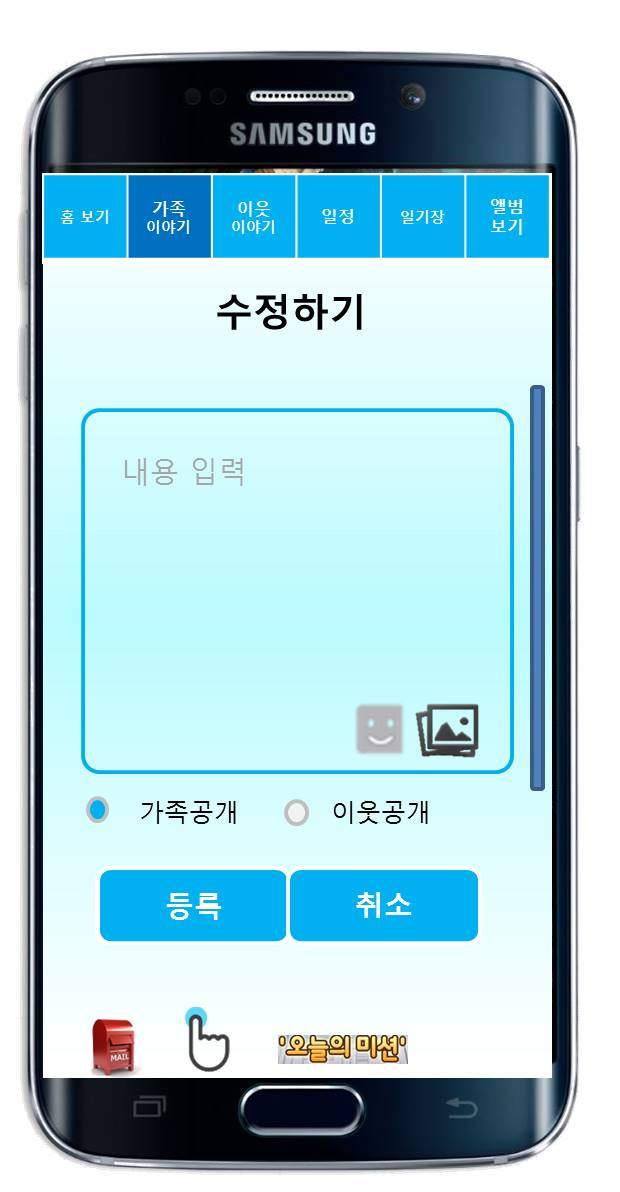 SAMSUNG
홈 보기
가족
이야기
이웃
이야기
일정
일기장
앨범
보기
수정하기
내용 입력
가족공개
이웃공개
등록
취소
MAIL
'오늘의 미션'